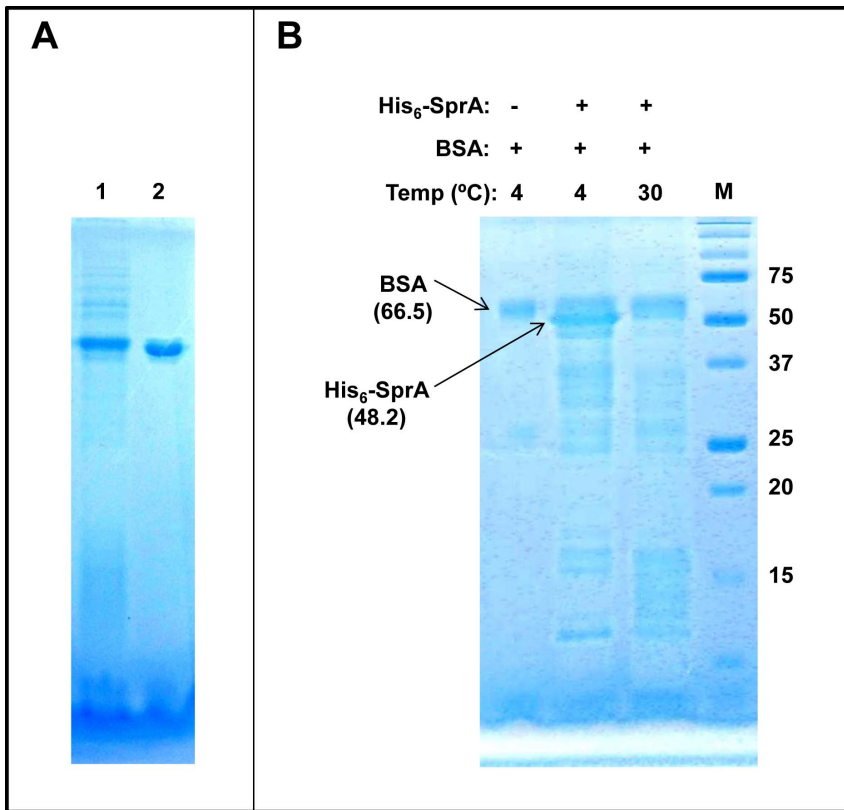 A
B
His₆-SprA: - + +
BSA: + + +
Temp (ºC): 4 4 30 M
1 2
BSA
(66.5)
His₆-SprA
(48.2)
75
50
37
25
20
15